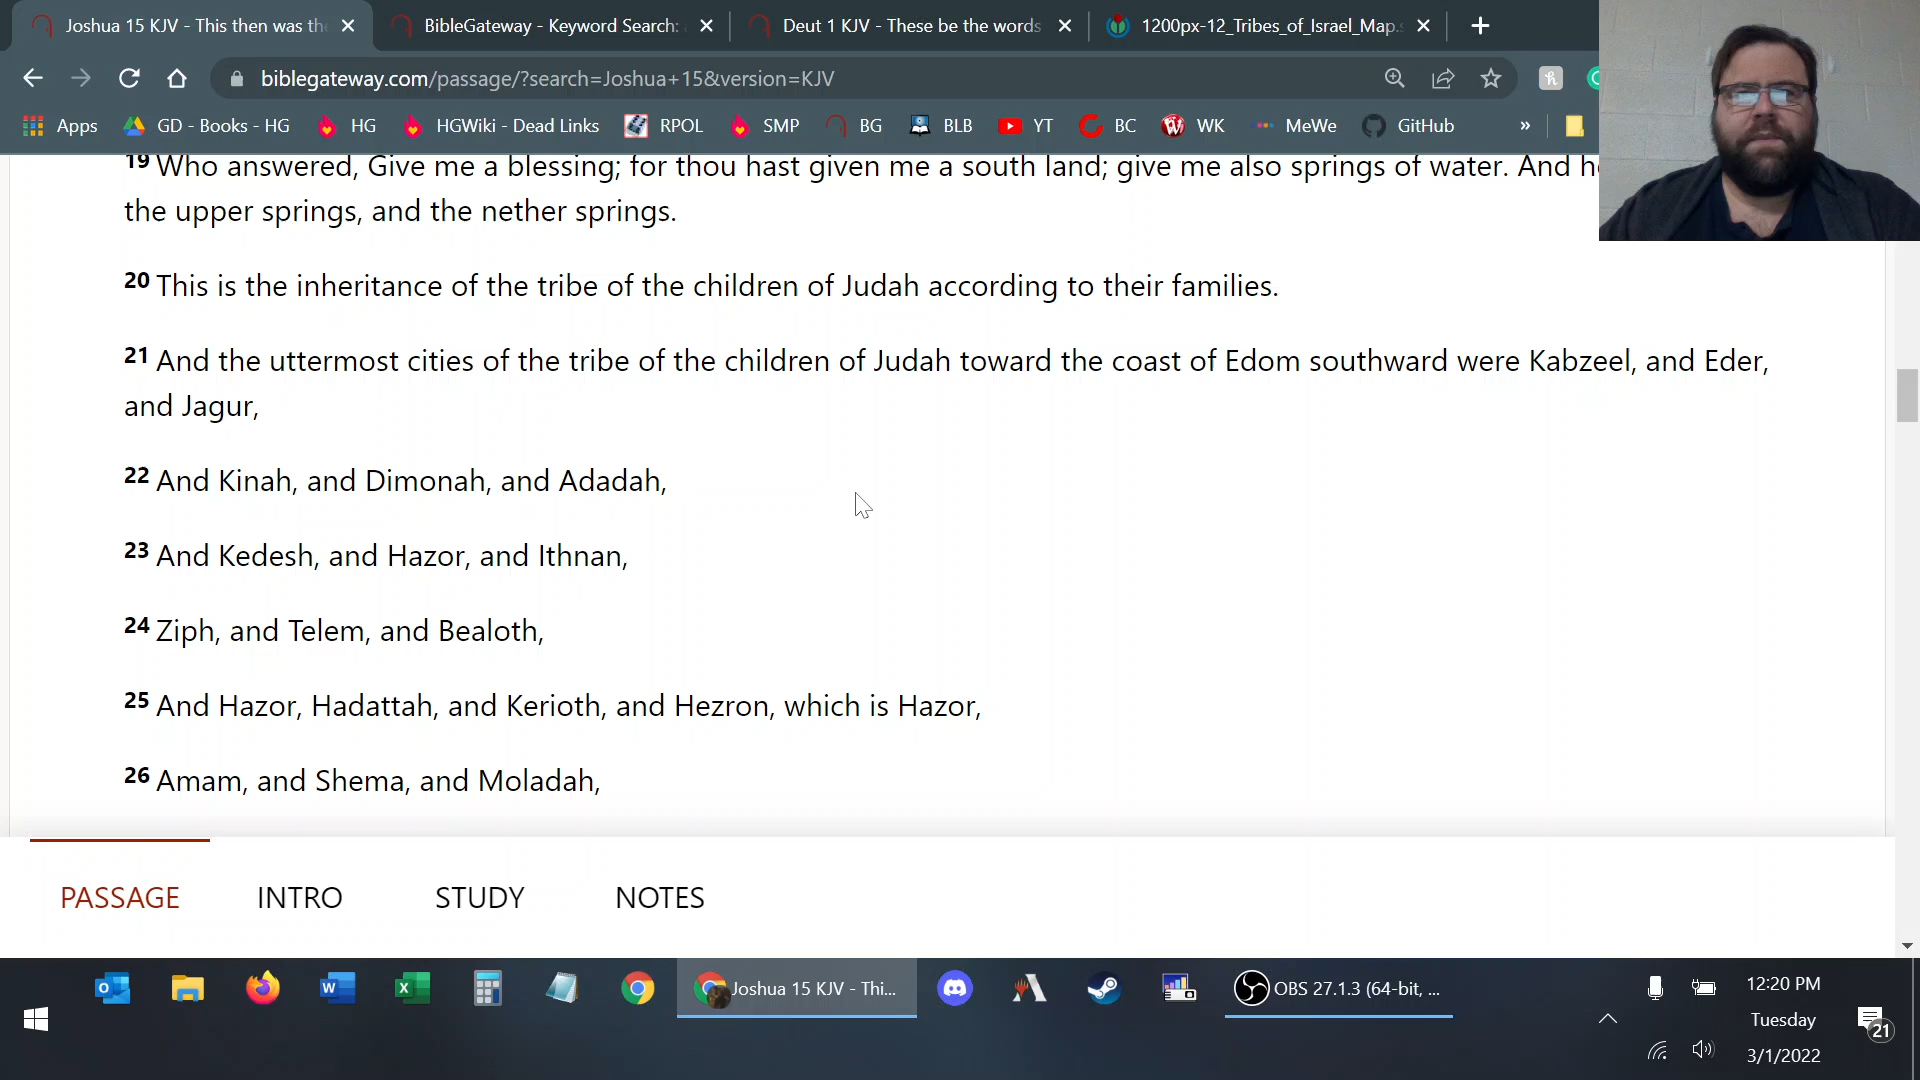 Joshua 15 KJV - This then was the
BibleGateway - Keyword Search:
Deut 1 KJV - These be the words
1200px-12_Tribes_of_Israel_Map.s
biblegateway.com/passage/?search=Joshua+15&version=KJV
Apps
GD - Books - HG
HG
HGWiki - Dead Links
RPOL
SMP
BG
BLB
YT
BC
WK
MeWe
GitHub
»
19 Who answered, Give me a blessing; for thou hast given me a south land; give me also springs of water. And he
the upper springs, and the nether springs.
20 This is the inheritance of the tribe of the children of Judah according to their families.
21 And the uttermost cities of the tribe of the children of Judah toward the coast of Edom southward were Kabzeel, and Eder,
and Jagur,
22 And Kinah, and Dimonah, and Adadah,
23 And Kedesh, and Hazor, and Ithnan,
24 Ziph, and Telem, and Bealoth,
25 And Hazor, Hadattah, and Kerioth, and Hezron, which is Hazor,
26 Amam, and Shema, and Moladah,
PASSAGE
INTRO
STUDY
NOTES
Joshua 15 KJV - Thi...
OBS 27.1.3 (64-bit, ...
12:20 PM
Tuesday
3/1/2022
21